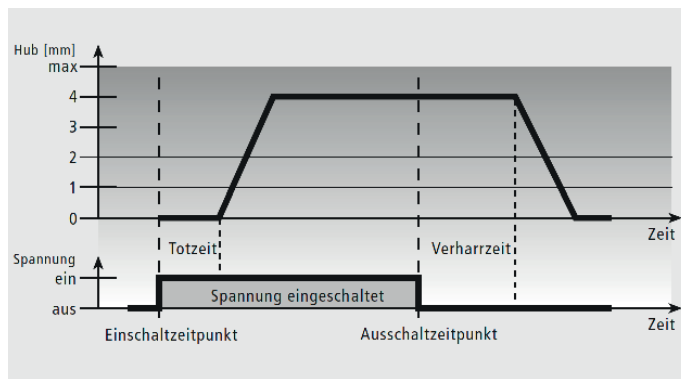 Hub [mm]
max
4
3
2
1
0
Zeit
Totzeit
Verharrzeit
Spannung
ein
Spannung eingeschaltet
aus
Zeit
Einschaltzeitpunkt
Ausschaltzeitpunkt